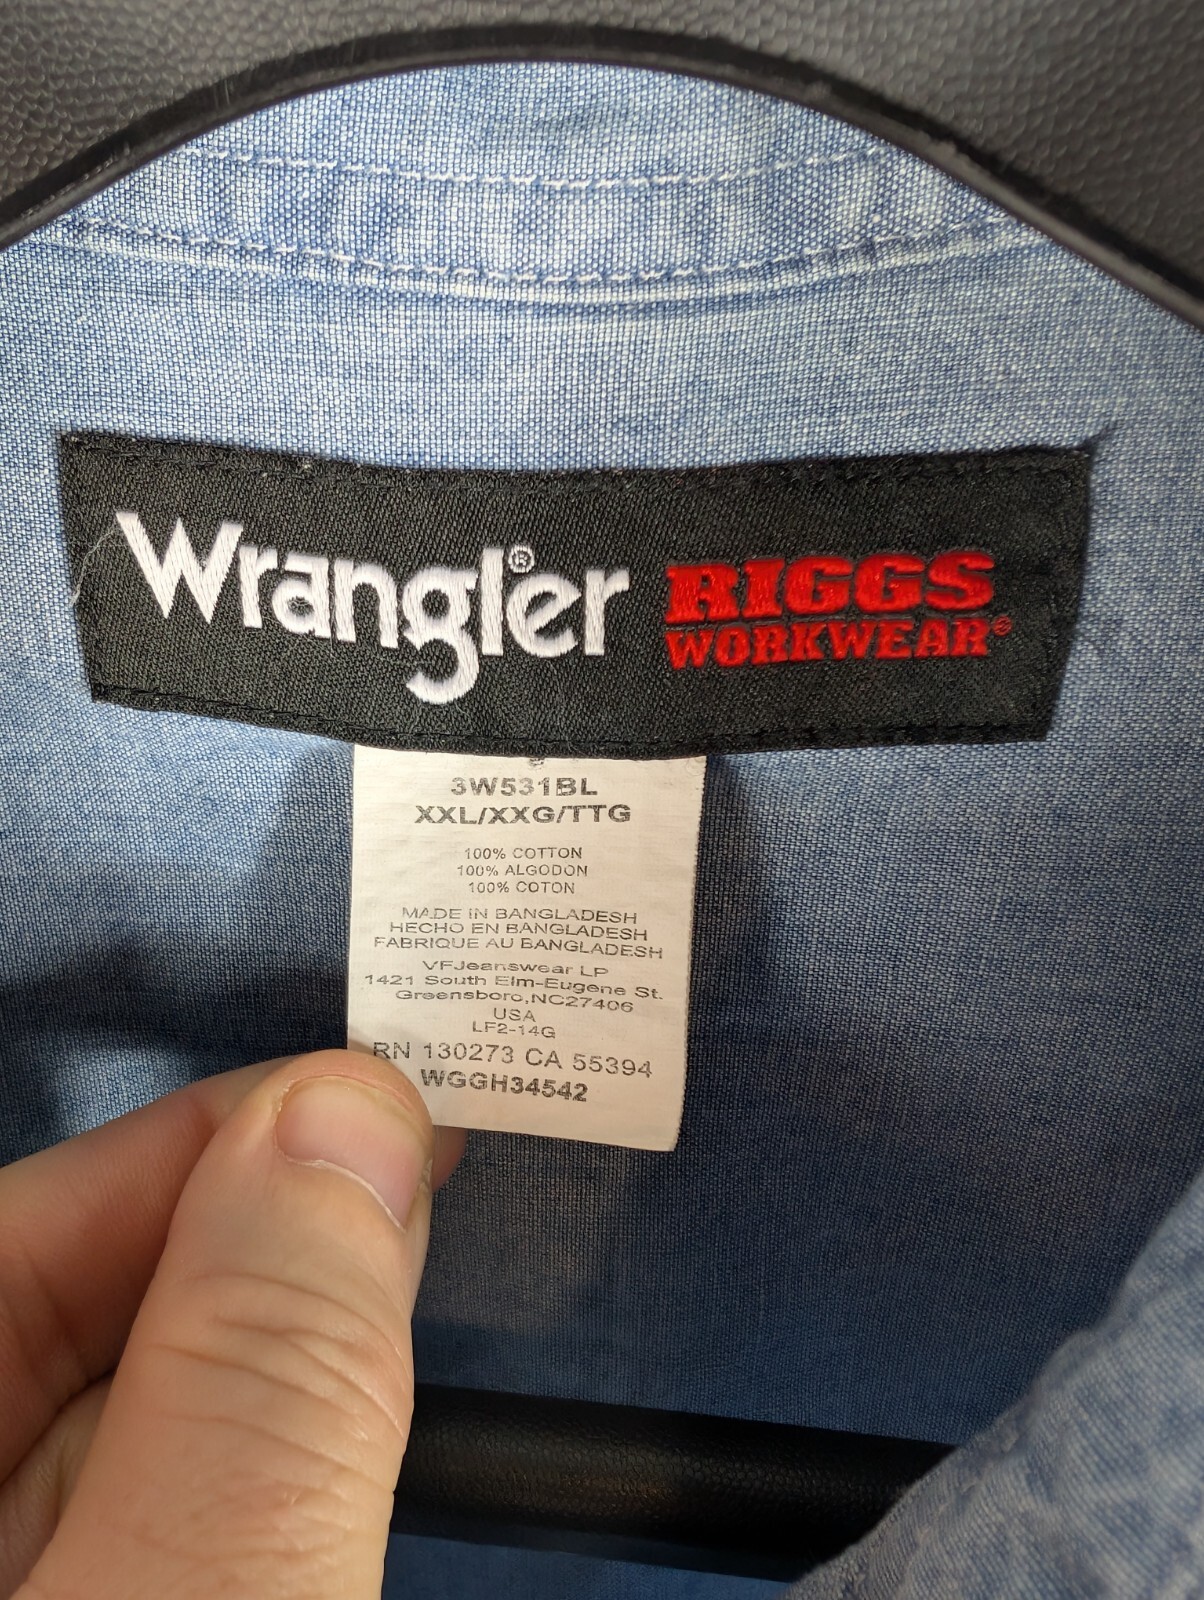 Wrangler® RIGGS
WORKWEAR®
3W531BL
XXL/XXG/TTG
100% COTTON
100% ALGODON
100% COTON
MADE IN BANGLADESH
HECHO EN BANGLADESH
FABRIQUE AU BANGLADESH
VFJeanswear LP
1421 South Elm-Eugene St.
Greensboro,NC27406
USA
LF2-14G
RN 130273 CA 55394
WGGH34542